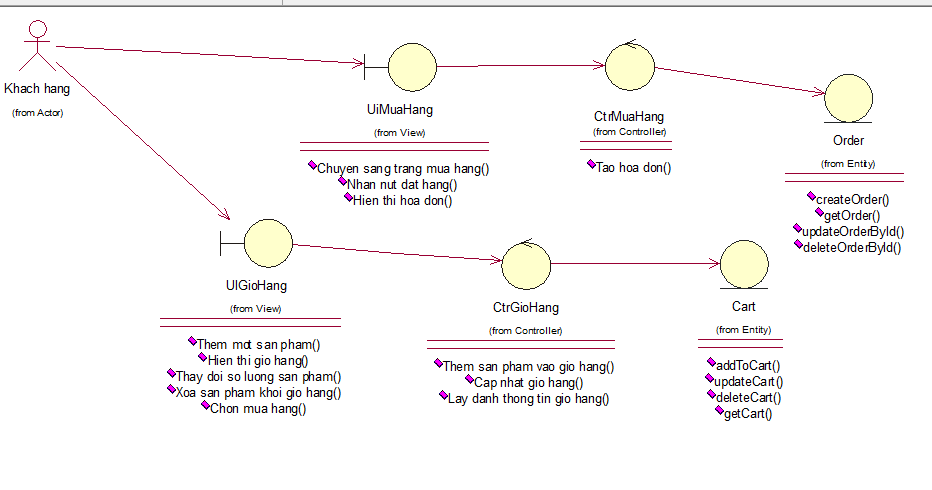 Khach hang
(from Actor)
UiMuaHang
(from View)
Chuyen sang trang mua hang()
Nhan nut dat hang()
Hien thi hoa don()
CtrMuaHang
(from Controller)
Tao hoa don()
Order
(from Entity)
createOrder()
getOrder()
updateOrderById()
deleteOrderById()
UIGioHang
(from View)
Them mot san pham()
Hien thi gio hang()
Thay doi so luong san pham()
Xoa san pham khoi gio hang()
Chon mua hang()
CtrGioHang
(from Controller)
Them san pham vao gio hang()
Cap nhat gio hang()
Lay danh thong tin gio hang()
Cart
(from Entity)
addToCart()
updateCart()
deleteCart()
getCart()